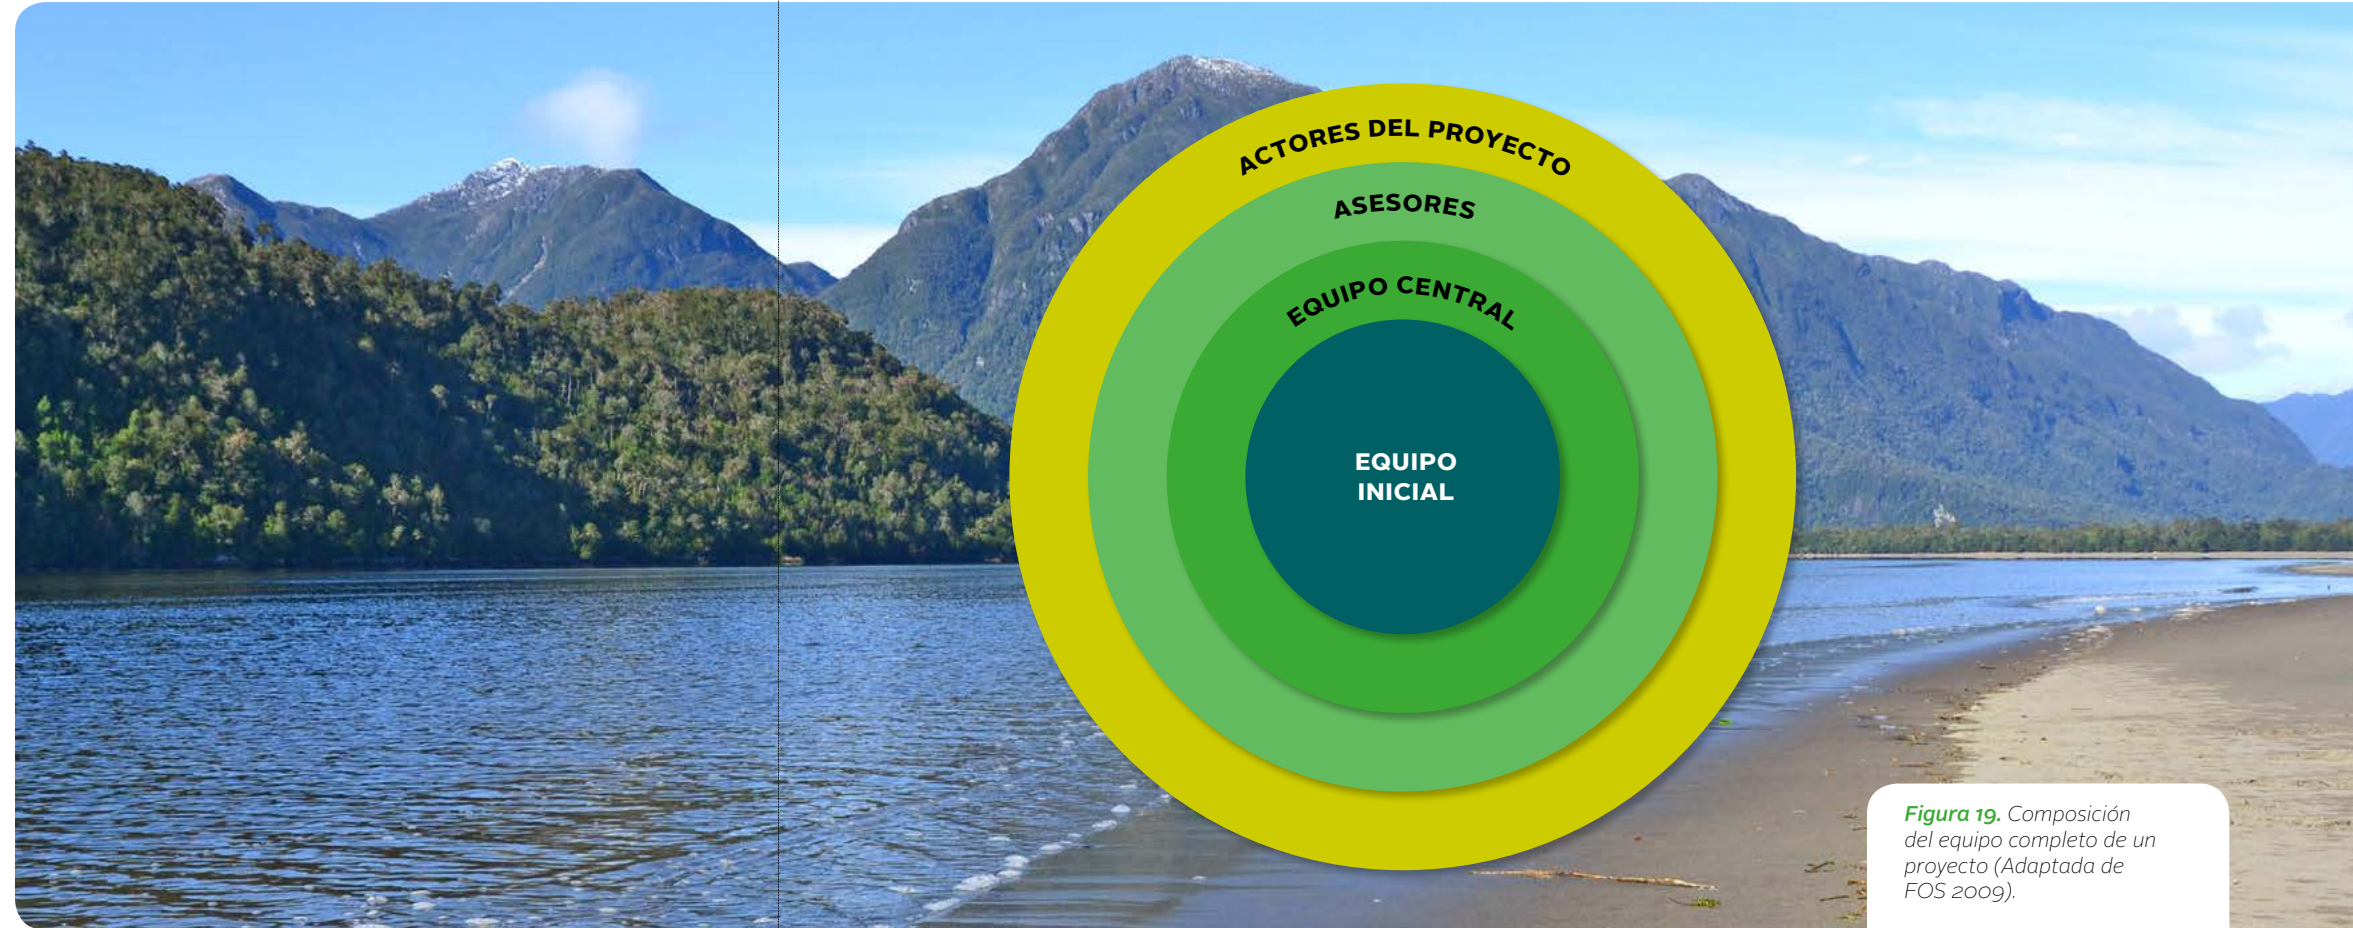 ACTORES DEL PROYECTO
ASESORES
EQUIPO CENTRAL
EQUIPO
INICIAL
Figura 19. Composición
del equipo completo de un
proyecto (Adaptada de
FOS 2009).